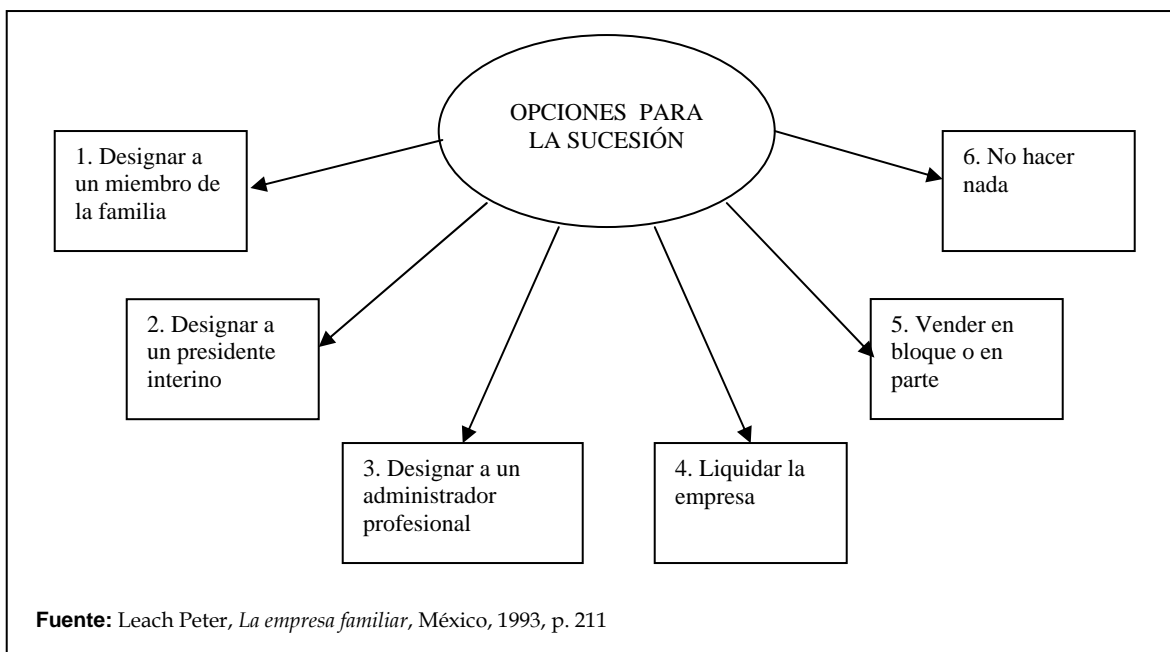 OPCIONES PARA
LA SUCESIÓN
1. Designar a
un miembro de
la familia
2. Designar a
un presidente
interino
3. Designar a un
administrador
profesional
4. Liquidar la
empresa
5. Vender en
bloque o en
parte
6. No hacer
nada
Fuente: Leach Peter, La empresa familiar, México, 1993, p. 211